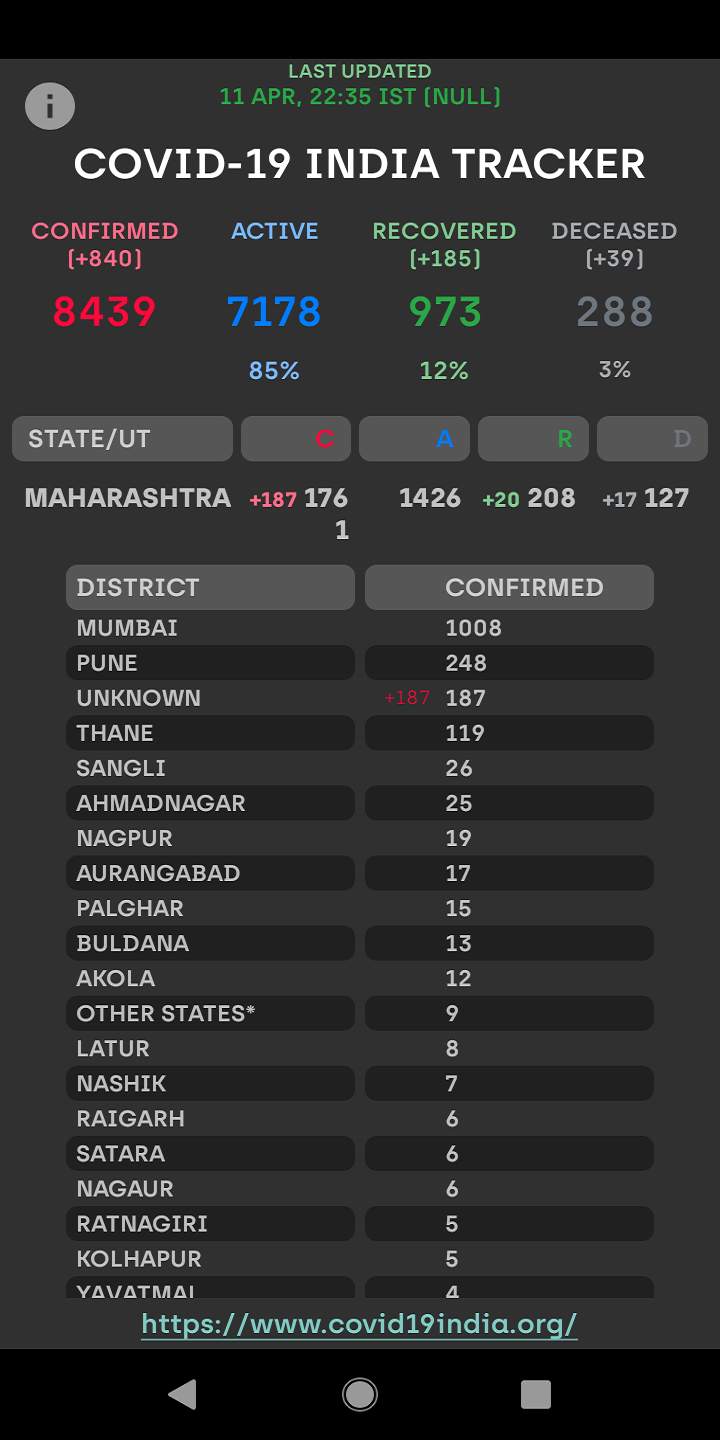 LAST UPDATED
11 APR, 22:35 IST (NULL)
COVID-19 INDIA TRACKER
CONFIRMED ACTIVE RECOVERED DECEASED
(+840) (+185) (+39)
8439 7178 973 288
85% 12% 3%
STATE/UT C A R D
MAHARASHTRA +187 176 1426 +20 208 +17 127
1
DISTRICT CONFIRMED
MUMBAI 1008
PUNE 248
UNKNOWN +187 187
THANE 119
SANGLI 26
AHMADNAGAR 25
NAGPUR 19
AURANGABAD 17
PALGHAR 15
BULDANA 13
AKOLA 12
OTHER STATES* 9
LATUR 8
NASHIK 7
RAIGARH 6
SATARA 6
NAGAUR 6
RATNAGIRI 5
KOLHAPUR 5
YAVATMAL 4
https://www.covid19india.org/